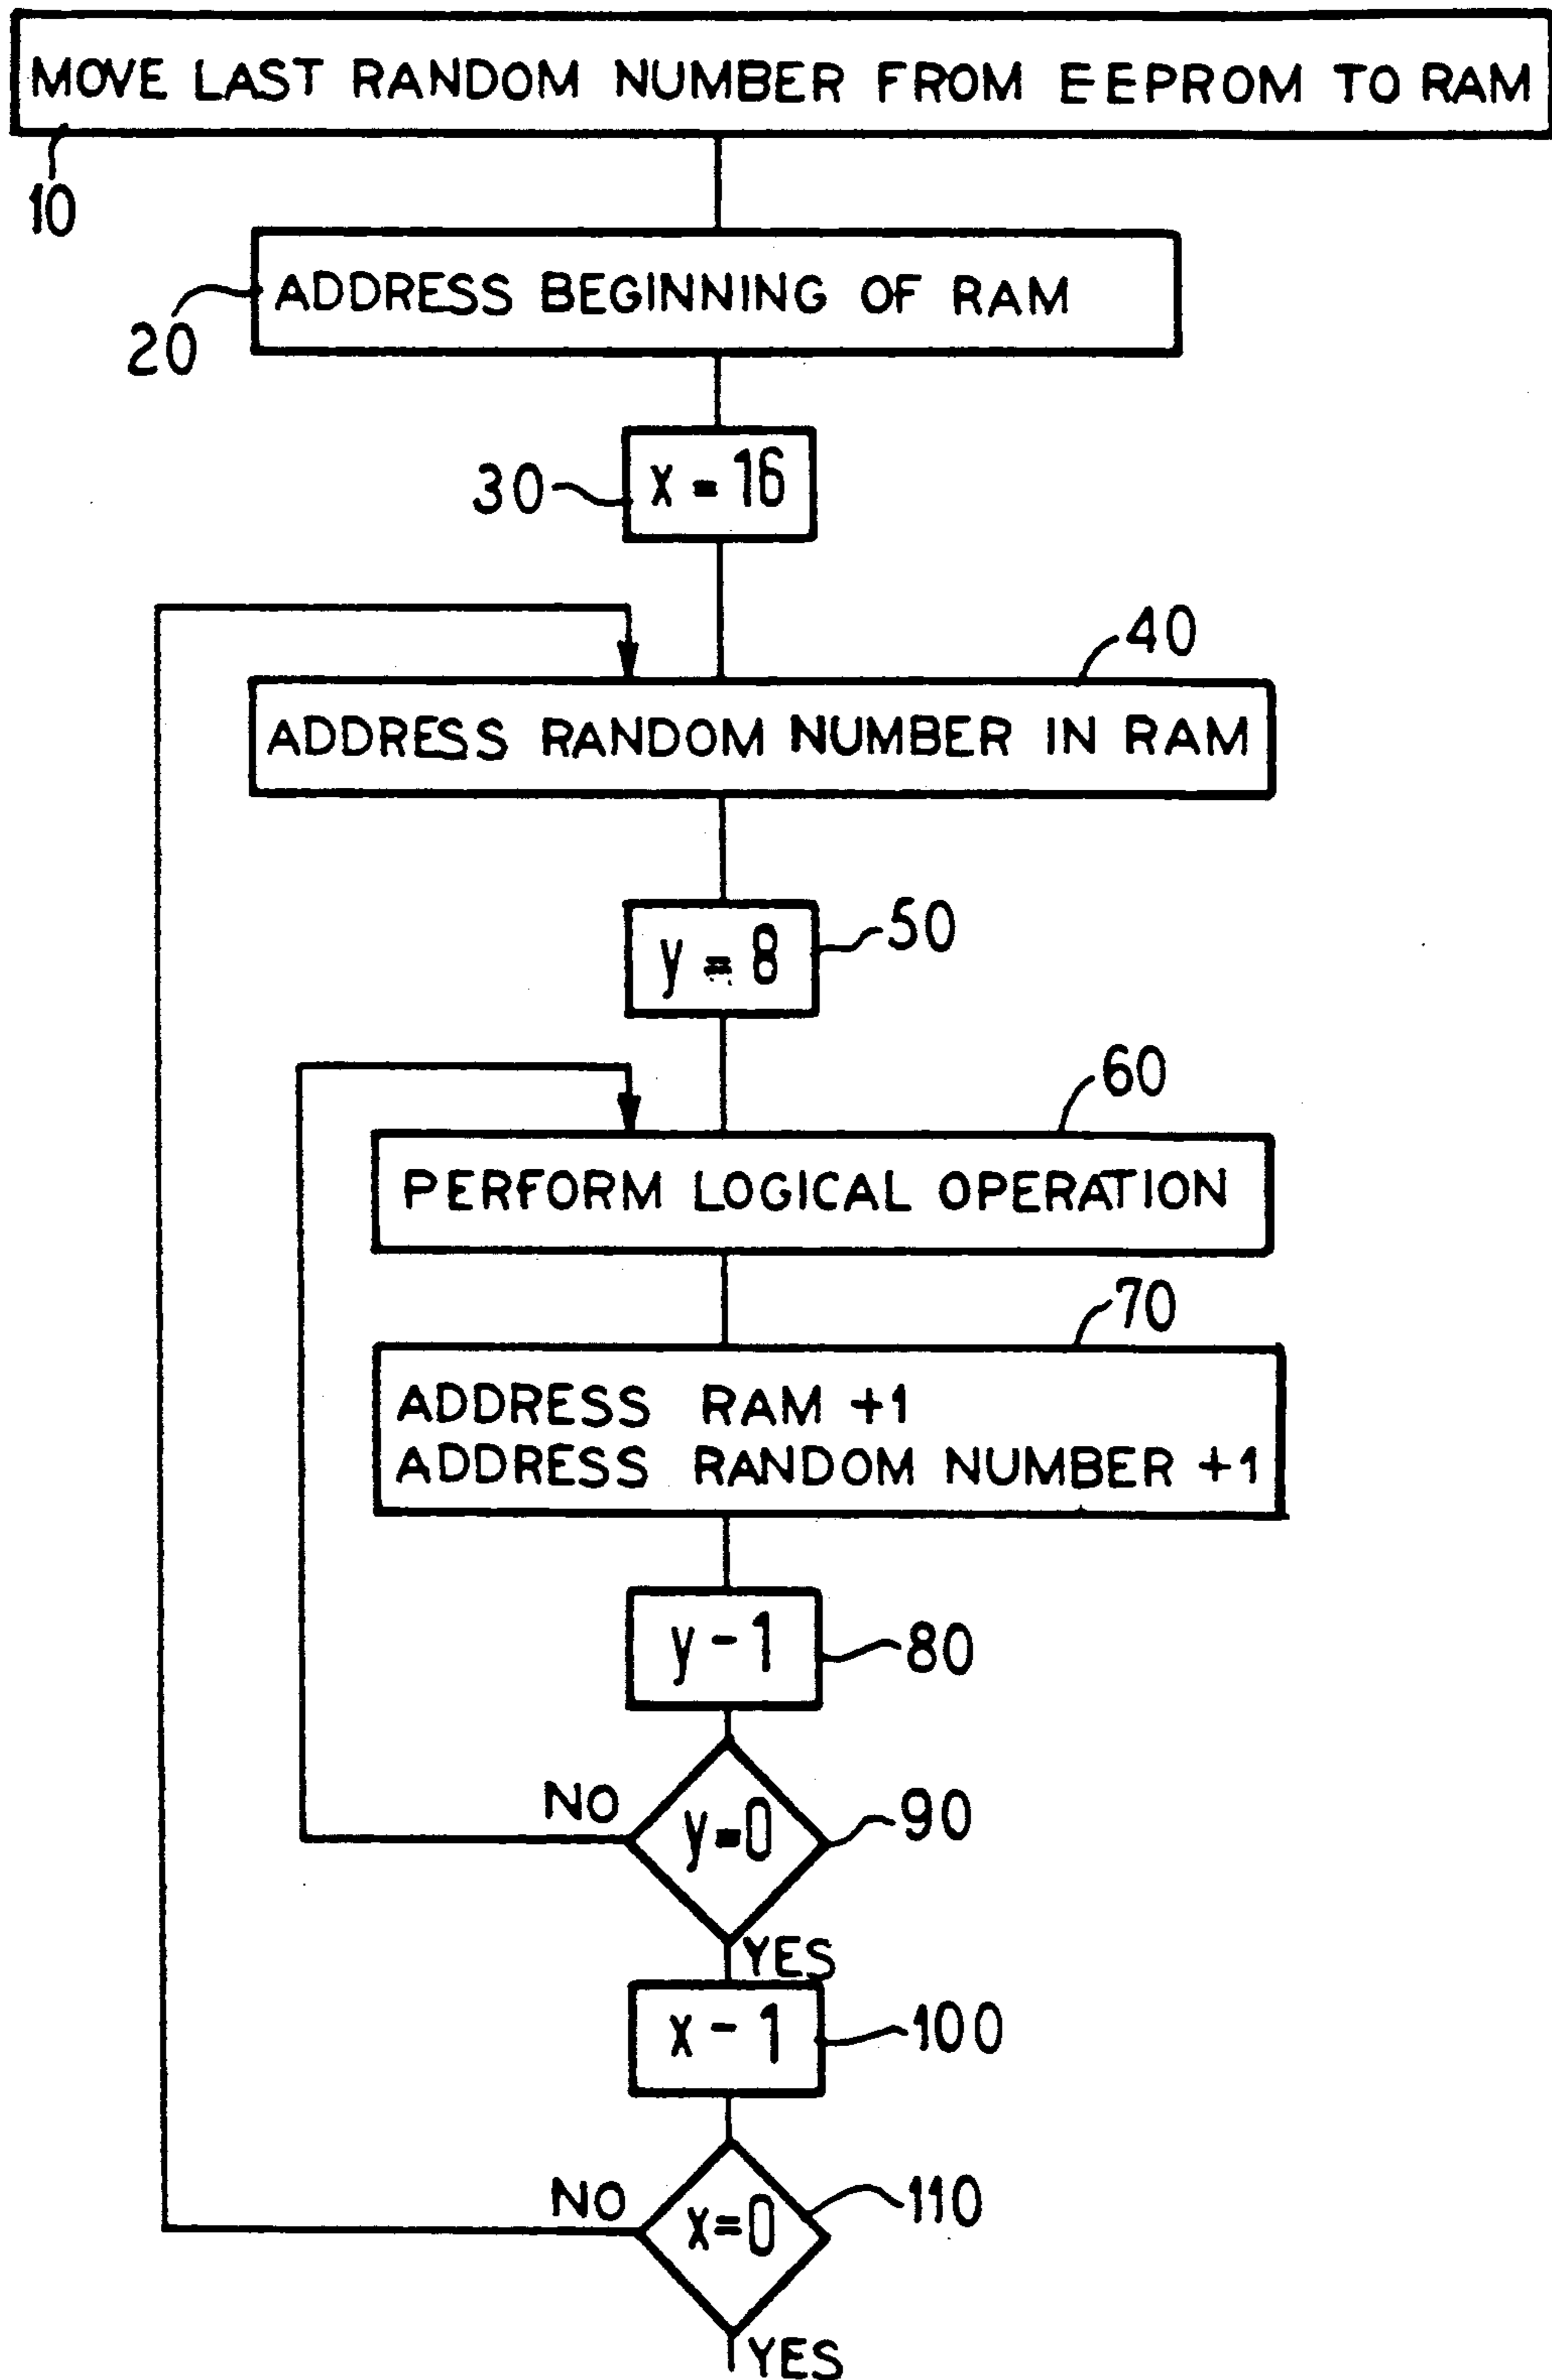 MOVE LAST RANDOM NUMBER FROM EEPROM TO RAM
10
ADDRESS BEGINNING OF RAM
20
30
x = 16
40
ADDRESS RANDOM NUMBER IN RAM
50
y = 8
60
PERFORM LOGICAL OPERATION
70
ADDRESS RAM +1
ADDRESS RANDOM NUMBER +1
y - 1
80
NO
y=0
90
YES
x - 1
100
NO
x=0
110
YES